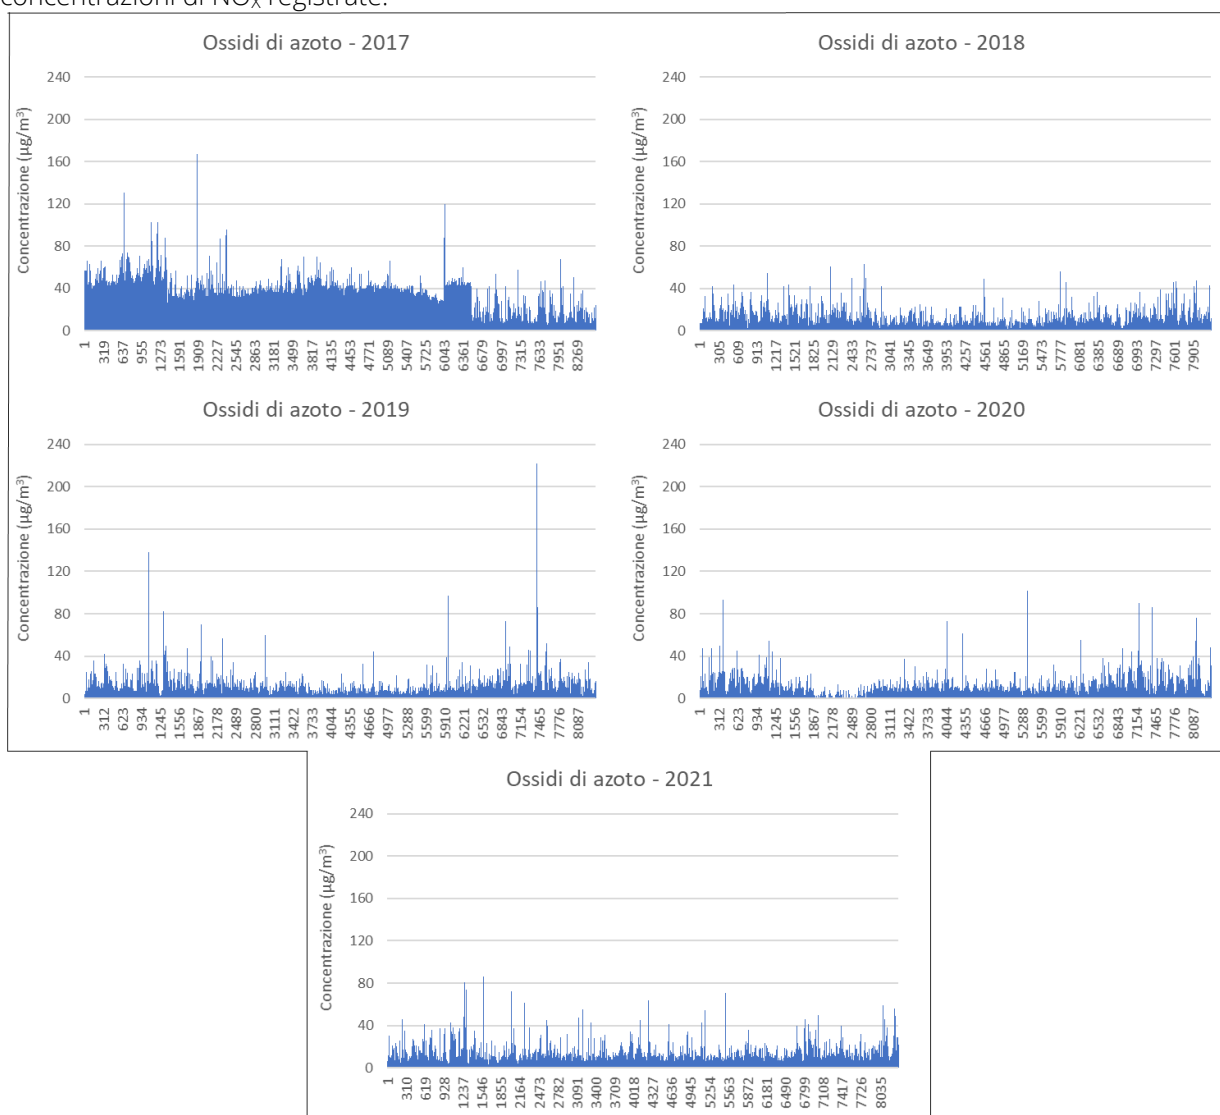 concentrazioni di NOX registrate.
Ossidi di azoto - 2017
Concentrazione (µg/m³)
240
200
160
120
80
40
0
1 319 637 955 1273 1591 1909 2227 2545 2863 3181 3499 3817 4135 4453 4771 5089 5407 5725 6043 6361 6679 6997 7315 7633 7951 8269
Ossidi di azoto - 2018
Concentrazione (µg/m³)
240
200
160
120
80
40
0
1 305 609 913 1217 1521 1825 2129 2433 2737 3041 3345 3649 3953 4257 4561 4865 5169 5473 5777 6081 6385 6689 6993 7297 7601 7905
Ossidi di azoto - 2019
Concentrazione (µg/m³)
240
200
160
120
80
40
0
1 312 623 934 1245 1556 1867 2178 2489 2800 3111 3422 3733 4044 4355 4666 4977 5288 5599 5910 6221 6532 6843 7154 7465 7776 8087
Ossidi di azoto - 2020
Concentrazione (µg/m³)
240
200
160
120
80
40
0
1 312 623 934 1245 1556 1867 2178 2489 2800 3111 3422 3733 4044 4355 4666 4977 5288 5599 5910 6221 6532 6843 7154 7465 7776 8087
Ossidi di azoto - 2021
Concentrazione (µg/m³)
240
200
160
120
80
40
0
1 310 619 928 1237 1546 1855 2164 2473 2782 3091 3400 3709 4018 4327 4636 4945 5254 5563 5872 6181 6490 6799 7108 7417 7726 8035